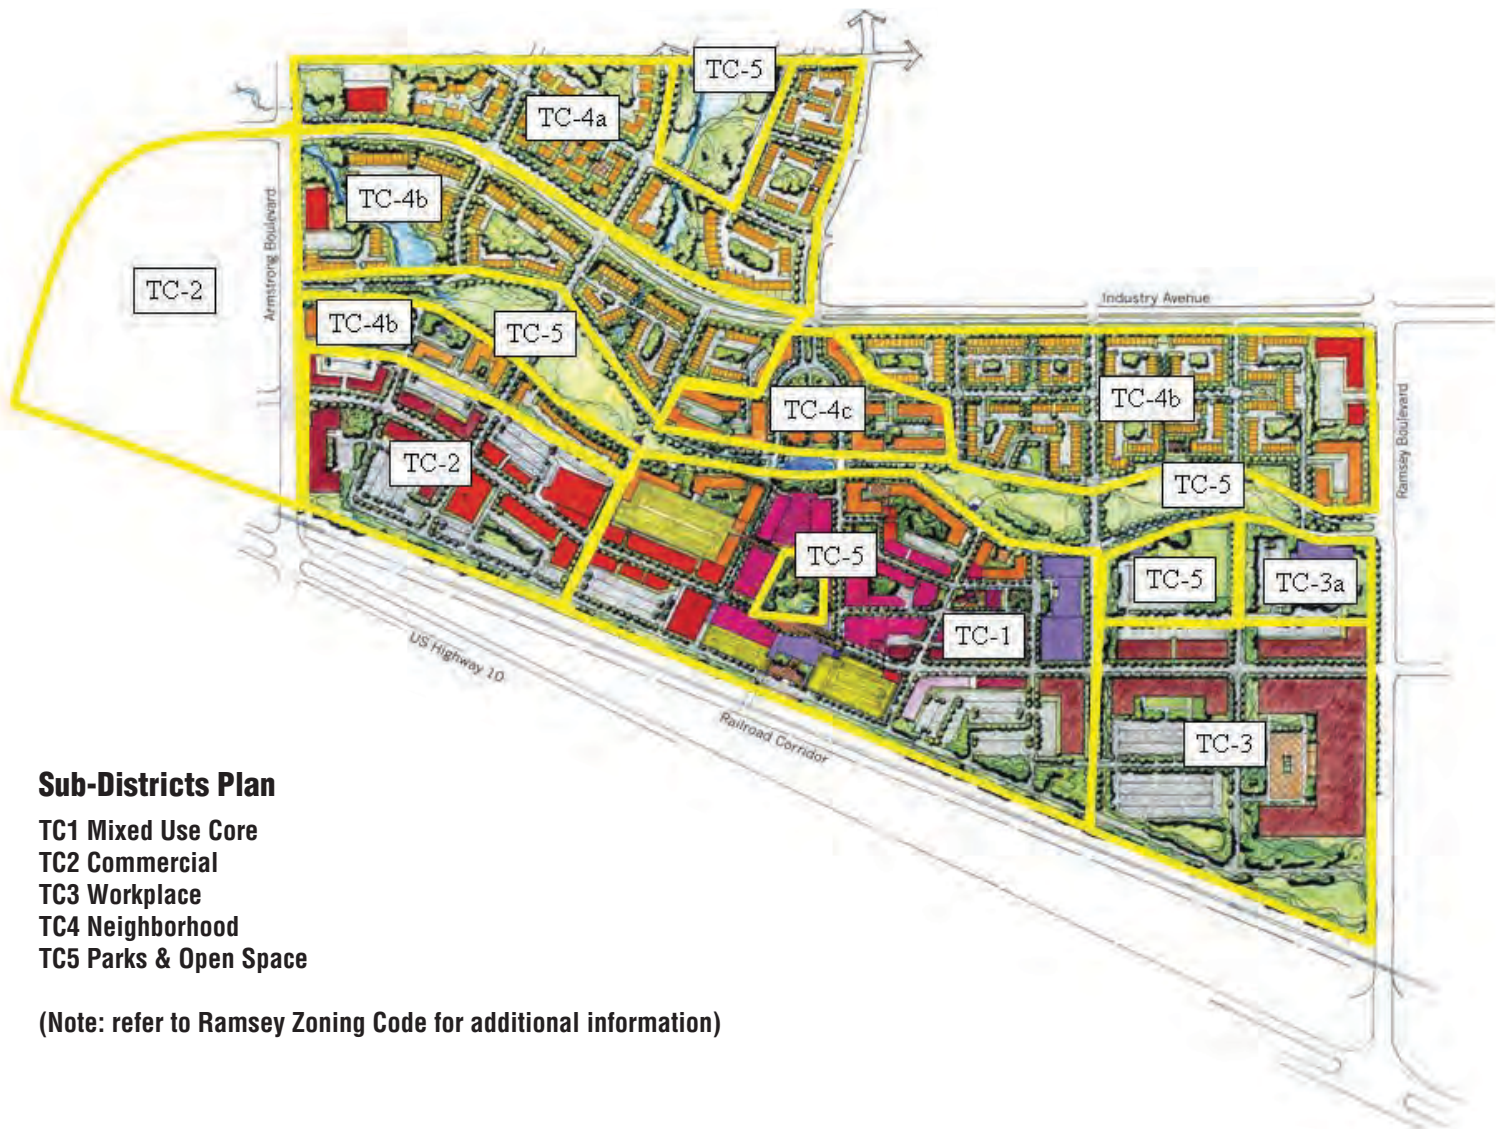 TC-5
TC-4a
TC-4b
Armstrong Boulevard
TC-2
Industry Avenue
TC-4b
TC-5
TC-4c
TC-4b
Ramsey Boulevard
TC-2
TC-5
TC-5
TC-5
TC-3a
TC-1
US Highway 10
Railroad Corridor
TC-3
Sub-Districts Plan
TC1 Mixed Use Core
TC2 Commercial
TC3 Workplace
TC4 Neighborhood
TC5 Parks & Open Space
(Note: refer to Ramsey Zoning Code for additional information)